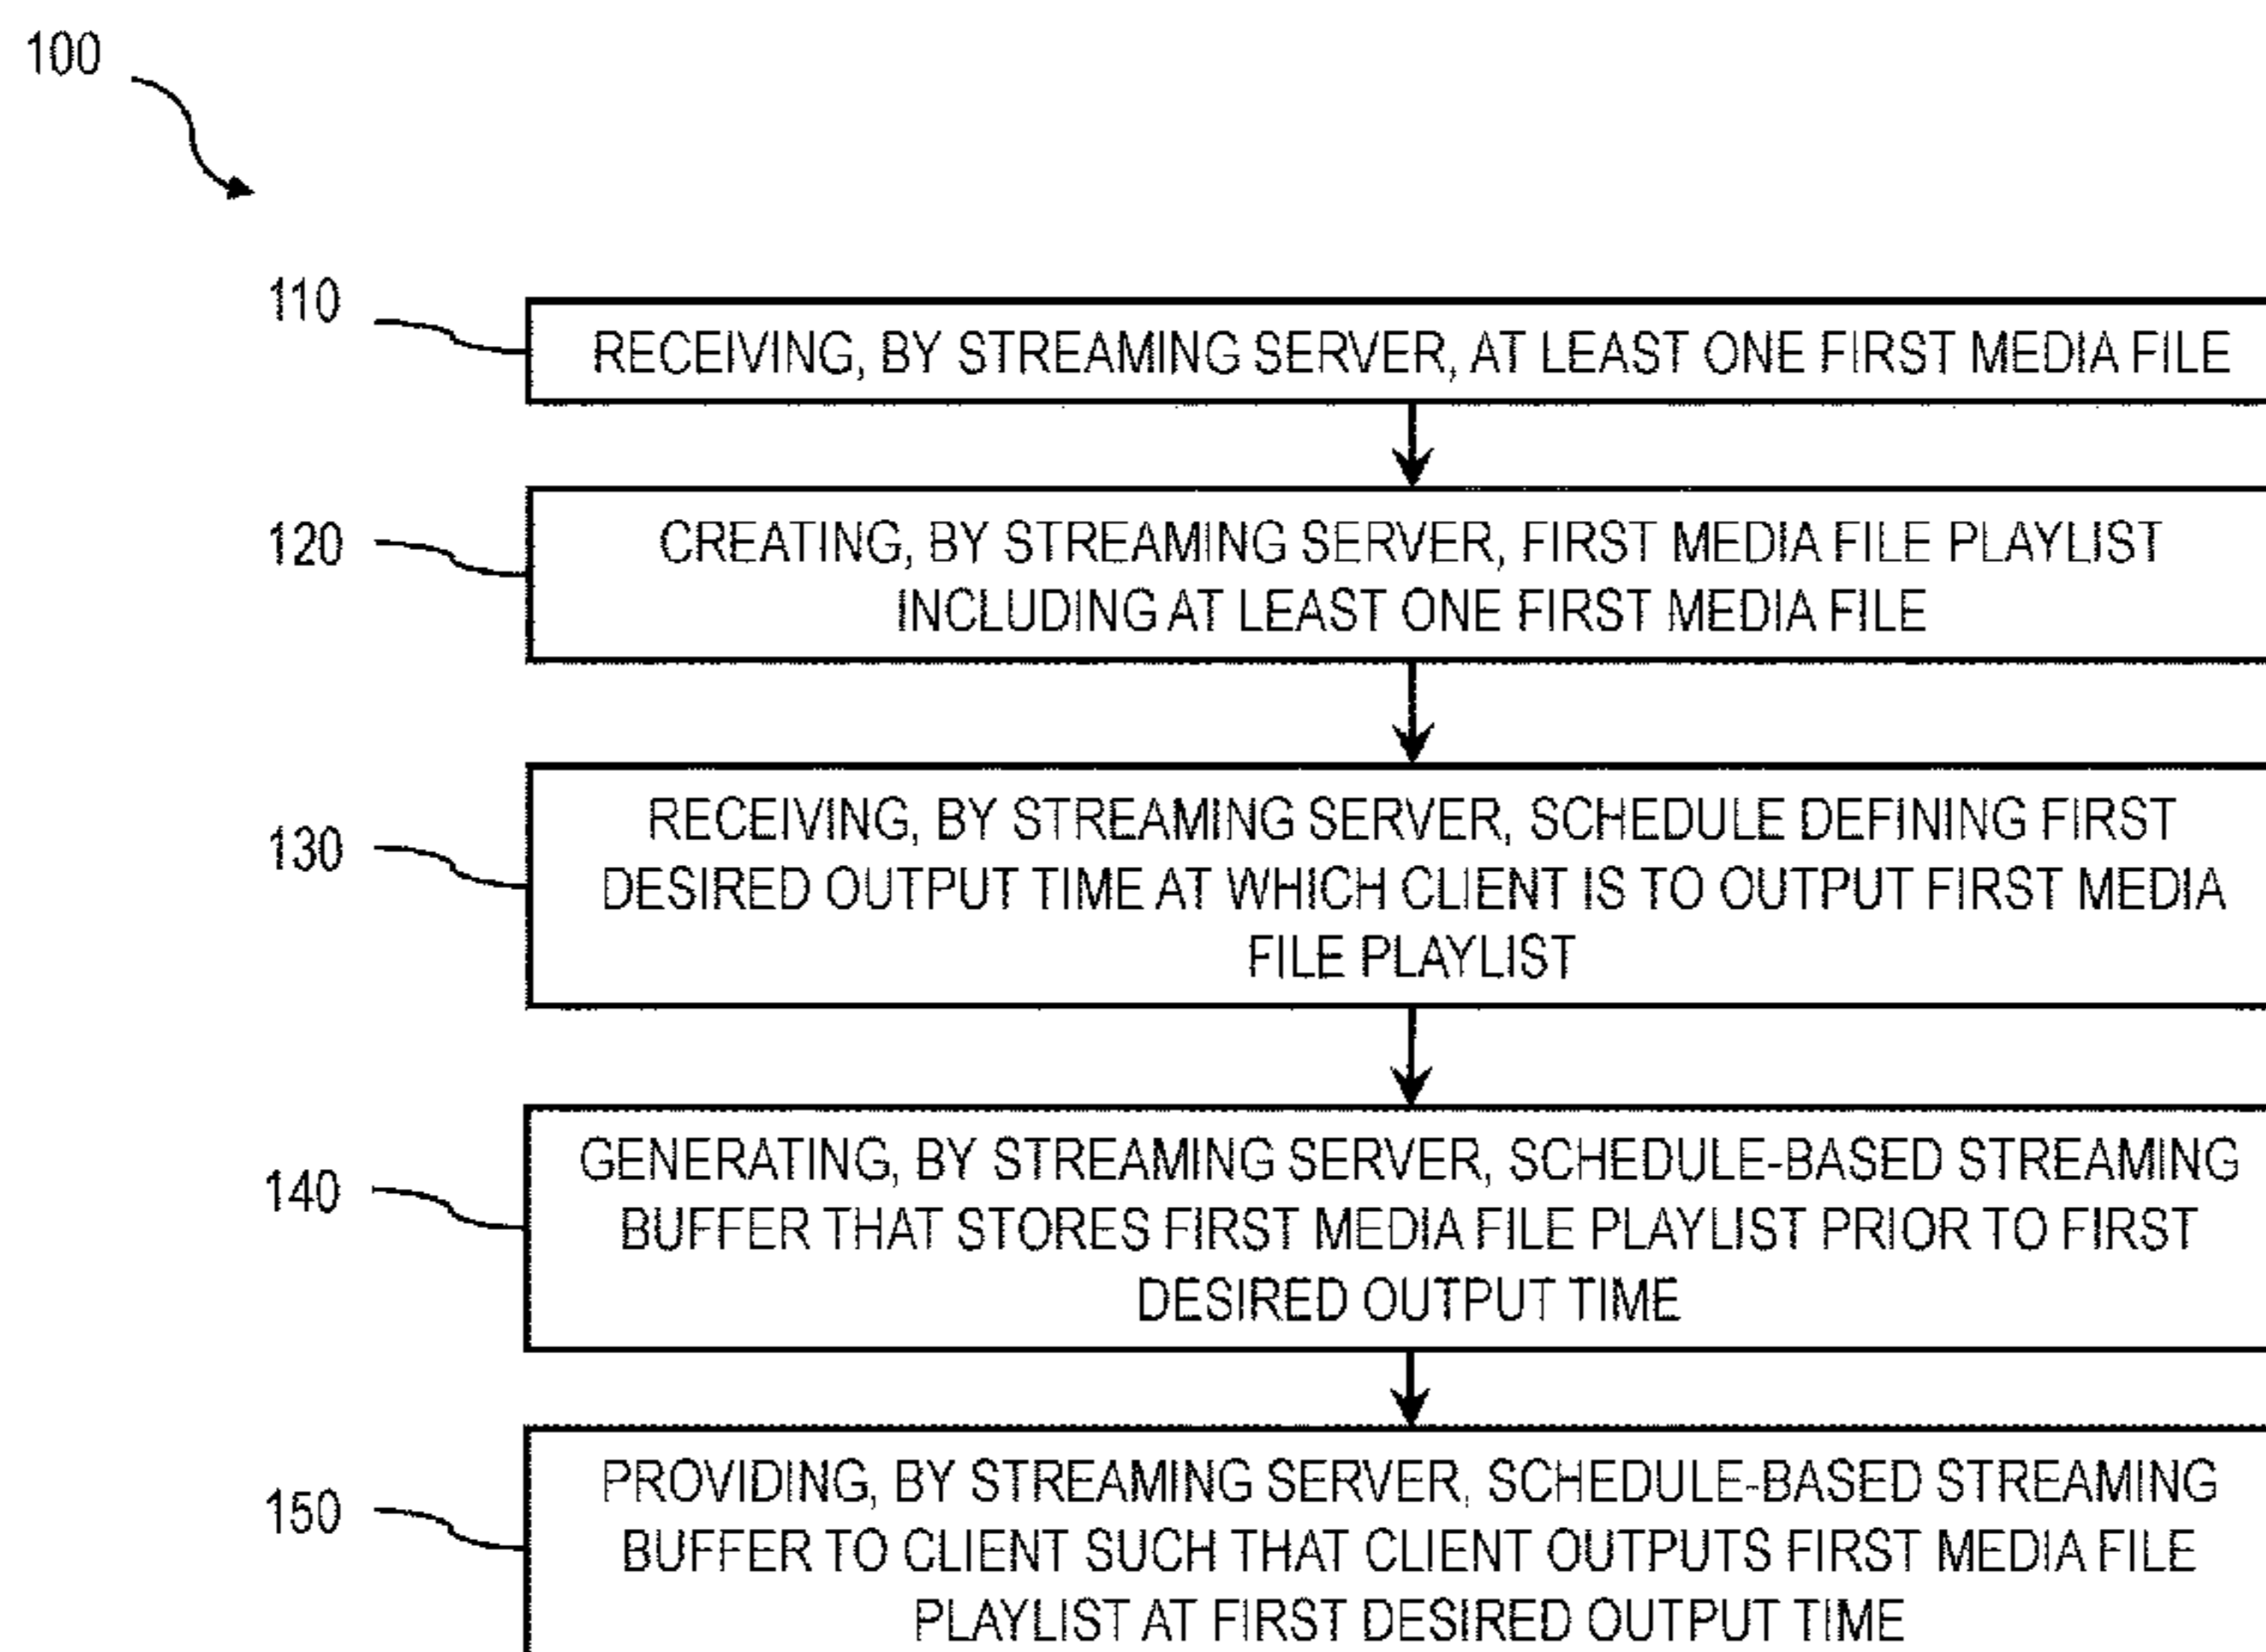 100
110
RECEIVING, BY STREAMING SERVER, AT LEAST ONE FIRST MEDIA FILE
120
CREATING, BY STREAMING SERVER, FIRST MEDIA FILE PLAYLIST
INCLUDING AT LEAST ONE FIRST MEDIA FILE
130
RECEIVING, BY STREAMING SERVER, SCHEDULE DEFINING FIRST
DESIRED OUTPUT TIME AT WHICH CLIENT IS TO OUTPUT FIRST MEDIA
FILE PLAYLIST
140
GENERATING, BY STREAMING SERVER, SCHEDULE-BASED STREAMING
BUFFER THAT STORES FIRST MEDIA FILE PLAYLIST PRIOR TO FIRST
DESIRED OUTPUT TIME
150
PROVIDING, BY STREAMING SERVER, SCHEDULE-BASED STREAMING
BUFFER TO CLIENT SUCH THAT CLIENT OUTPUTS FIRST MEDIA FILE
PLAYLIST AT FIRST DESIRED OUTPUT TIME